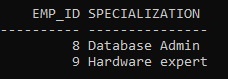 EMP_ID SPECIALIZATION
---------- ---------------
8 Database Admin
9 Hardware expert